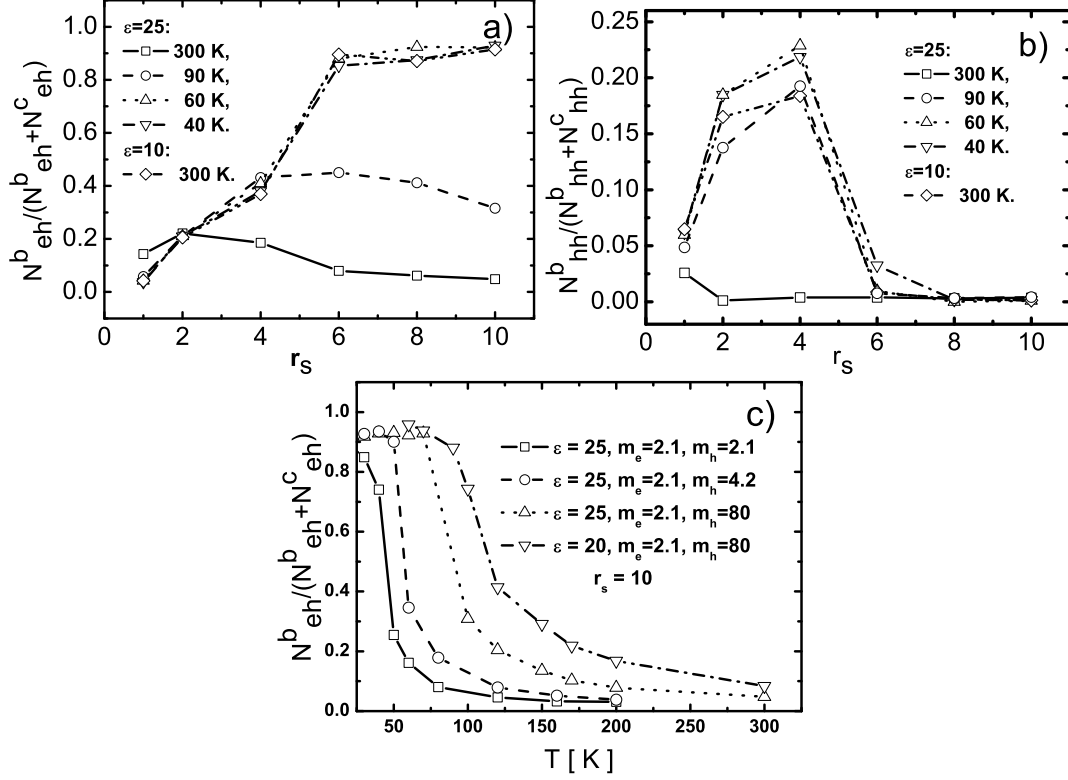 a)
ε=25:
300 K,
90 K,
60 K,
40 K.
ε=10:
300 K.
N^b_eh/(N^b_eh+N^c_eh)
1.0
0.8
0.6
0.4
0.2
0.0
0 2 4 6 8 10
r_s
b)
ε=25:
300 K,
90 K,
60 K,
40 K.
ε=10:
300 K.
N^b_hh/(N^b_hh+N^c_hh)
0.25
0.20
0.15
0.10
0.05
0.00
0 2 4 6 8 10
r_s
c)
ε = 25, m_e=2.1, m_h=2.1
ε = 25, m_e=2.1, m_h=4.2
ε = 25, m_e=2.1, m_h=80
ε = 20, m_e=2.1, m_h=80
r_s = 10
N^b_eh/(N^b_eh+N^c_eh)
1.0
0.8
0.6
0.4
0.2
0.0
50 100 150 200 250 300
T [ K ]